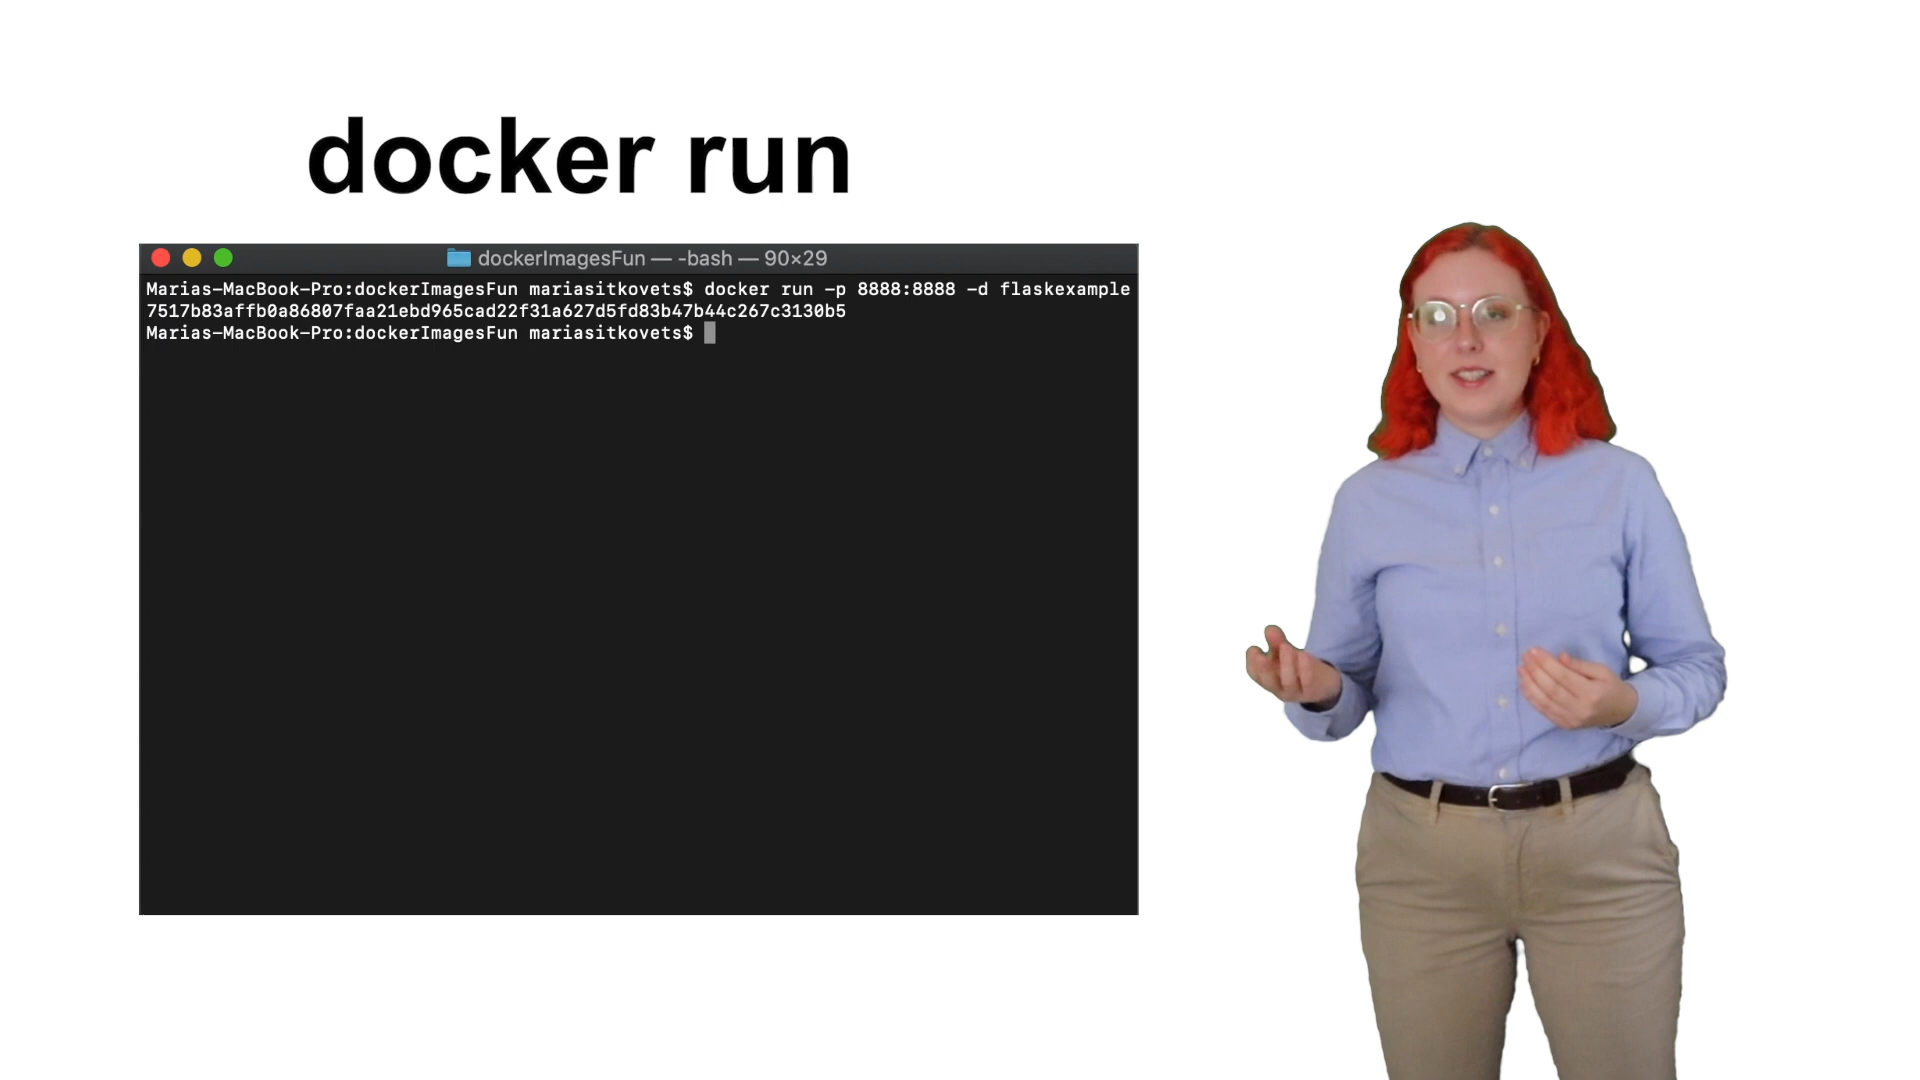 docker run
dockerImagesFun — -bash — 90×29
Marias-MacBook-Pro:dockerImagesFun mariasitkovets$ docker run -p 8888:8888 -d flaskexample
7517b83affb0a86807faa21ebd965cad22f31a627d5fd83b47b44c267c3130b5
Marias-MacBook-Pro:dockerImagesFun mariasitkovets$